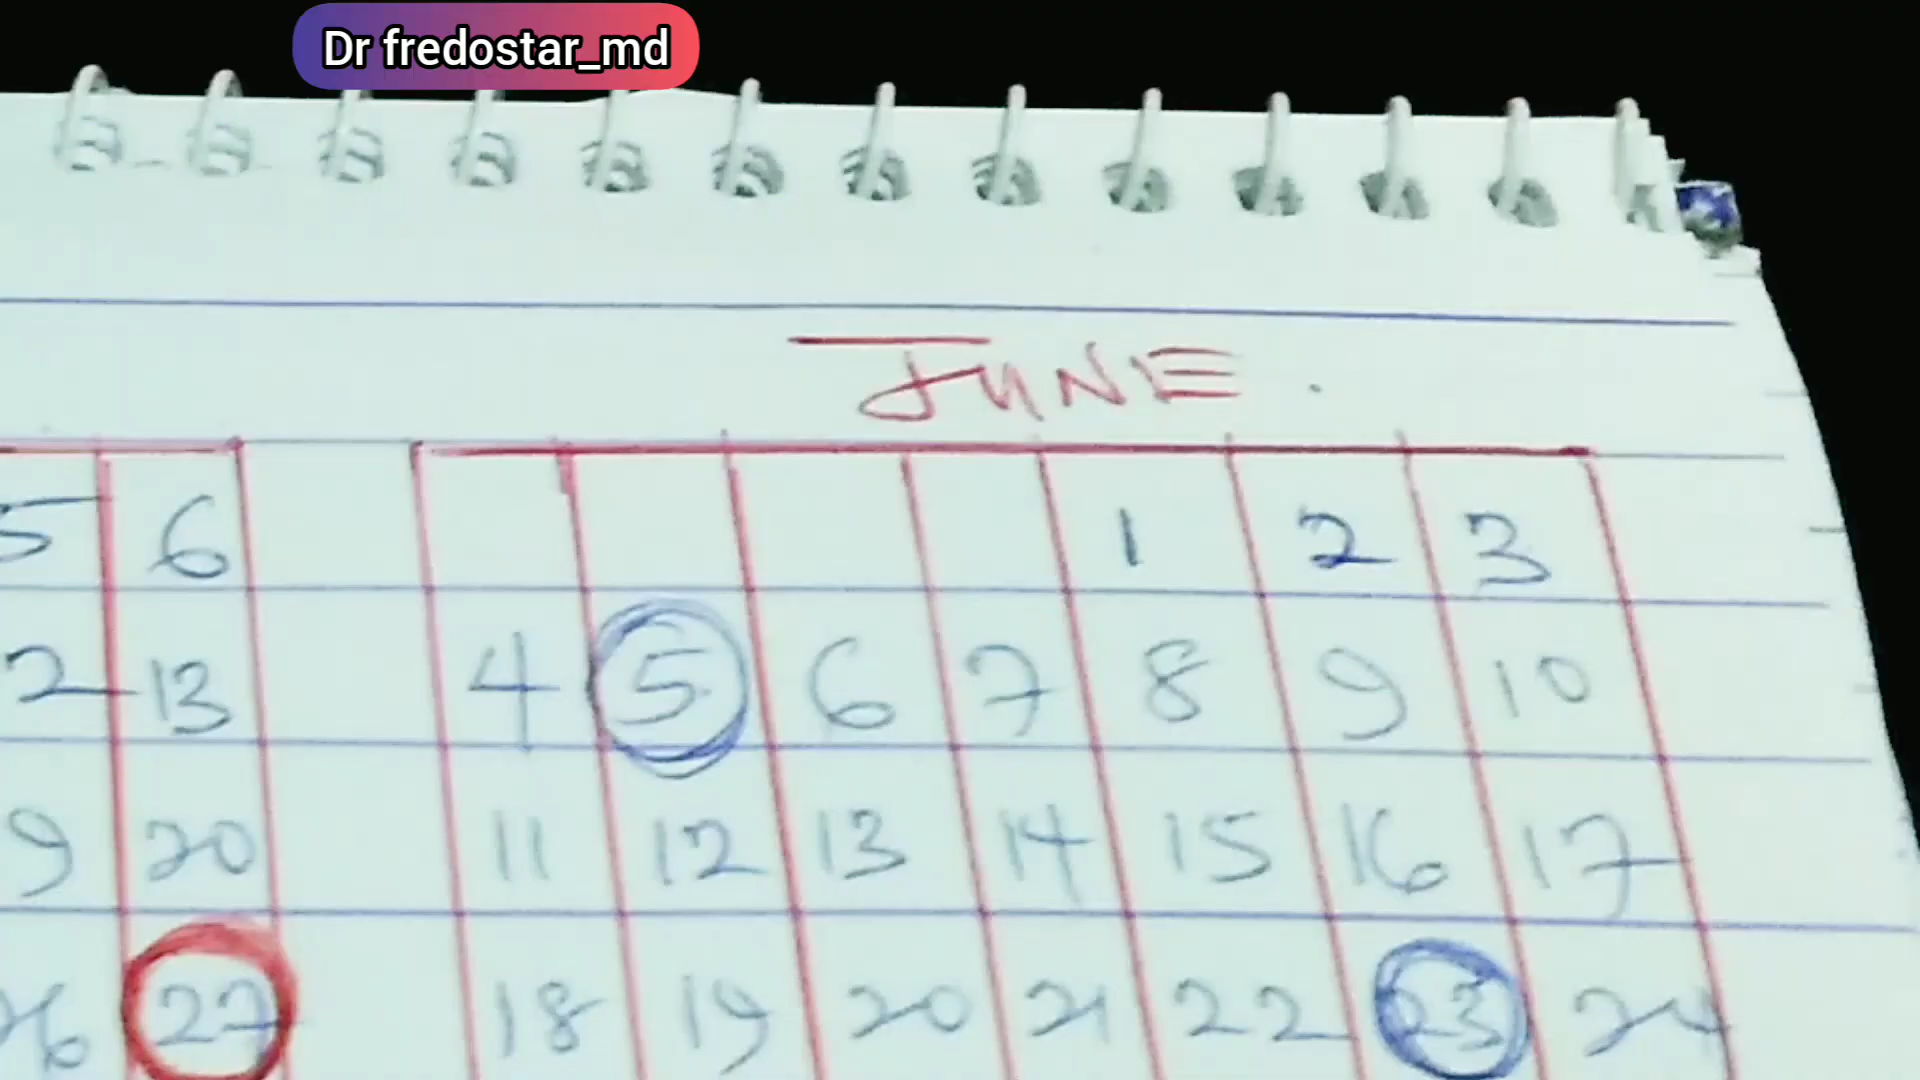 Dr fredostar_md
JUNE.
5 6 1 2 3
2 13 4 5 6 7 8 9 10
9 20 11 12 13 14 15 16 17
26 27 18 19 20 21 22 23 24